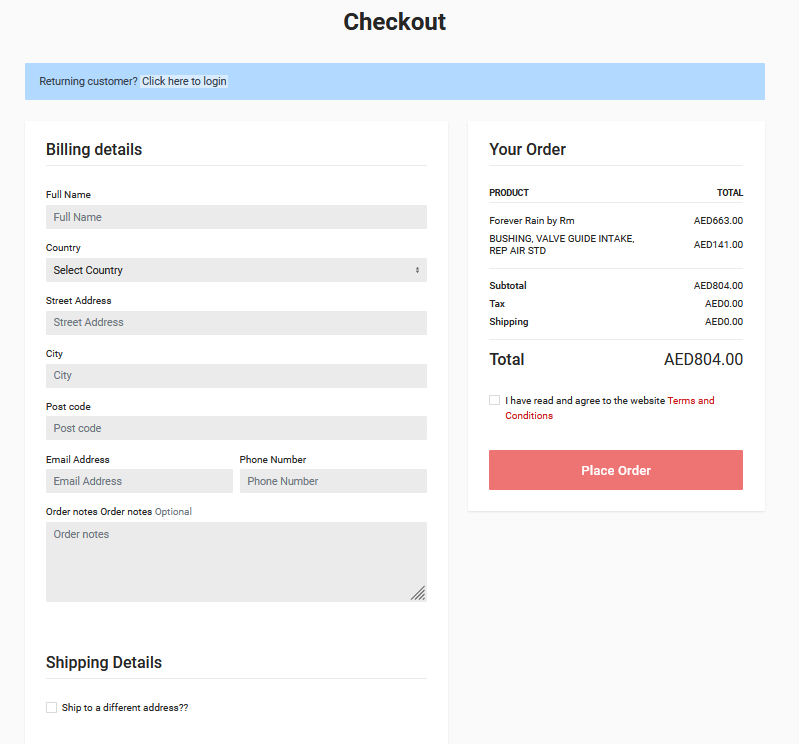 Checkout
Returning customer? Click here to login
Billing details
Full Name
Full Name
Country
Select Country
Street Address
Street Address
City
City
Post code
Post code
Email Address Phone Number
Email Address Phone Number
Order notes Order notes Optional
Order notes
Shipping Details
Ship to a different address??
Your Order
PRODUCT TOTAL
Forever Rain by Rm AED663.00
BUSHING, VALVE GUIDE INTAKE,
REP AIR STD AED141.00
Subtotal AED804.00
Tax AED0.00
Shipping AED0.00
Total AED804.00
I have read and agree to the website Terms and
Conditions
Place Order